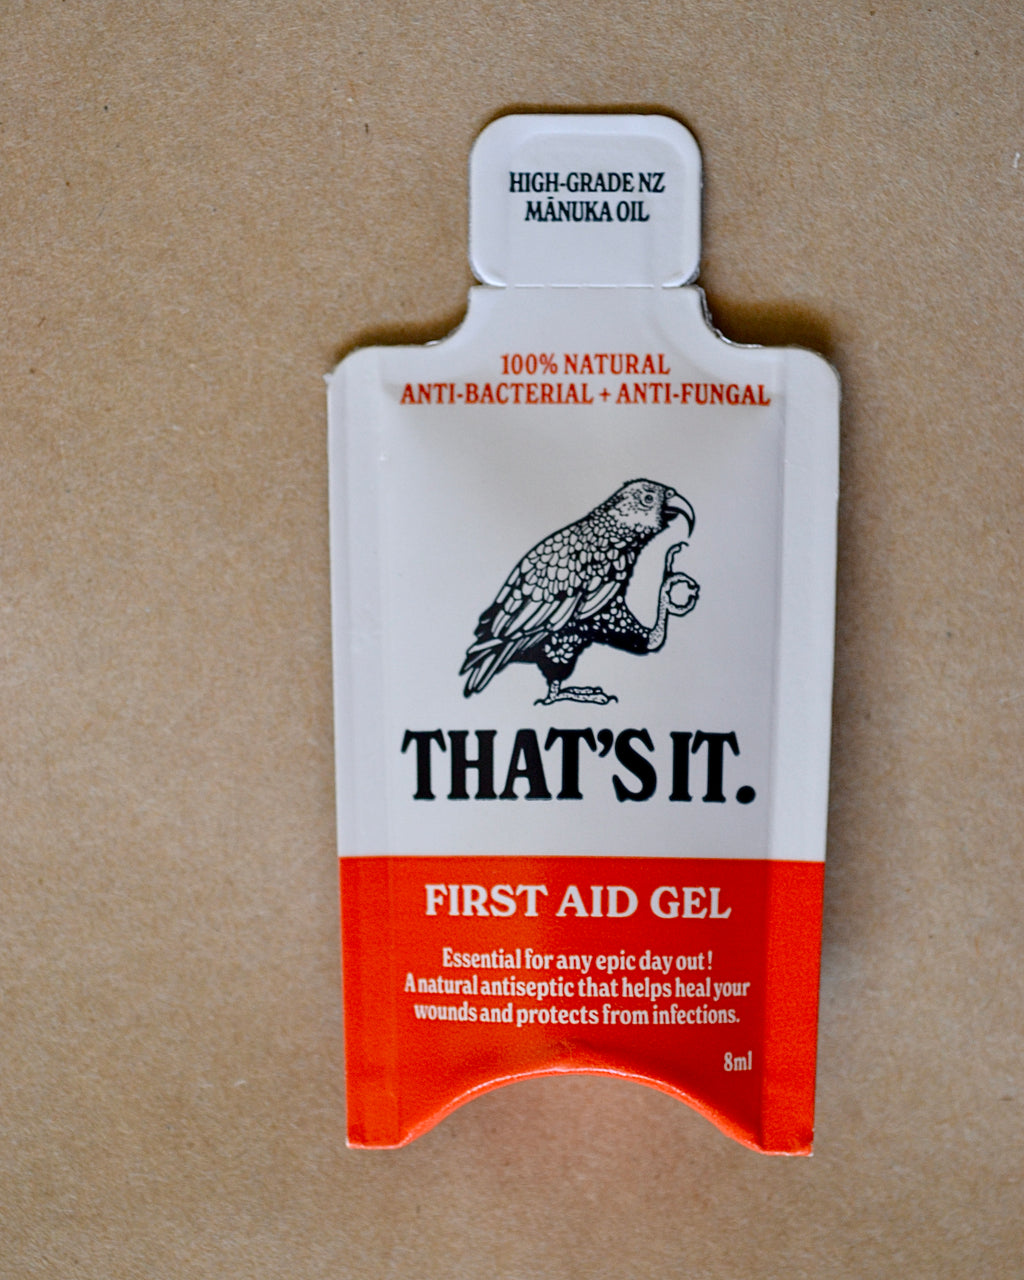 HIGH-GRADE NZ
MĀNUKA OIL
100% NATURAL
ANTI-BACTERIAL + ANTI-FUNGAL
THAT'S IT.
FIRST AID GEL
Essential for any epic day out!
A natural antiseptic that helps heal your
wounds and protects from infections.
8ml